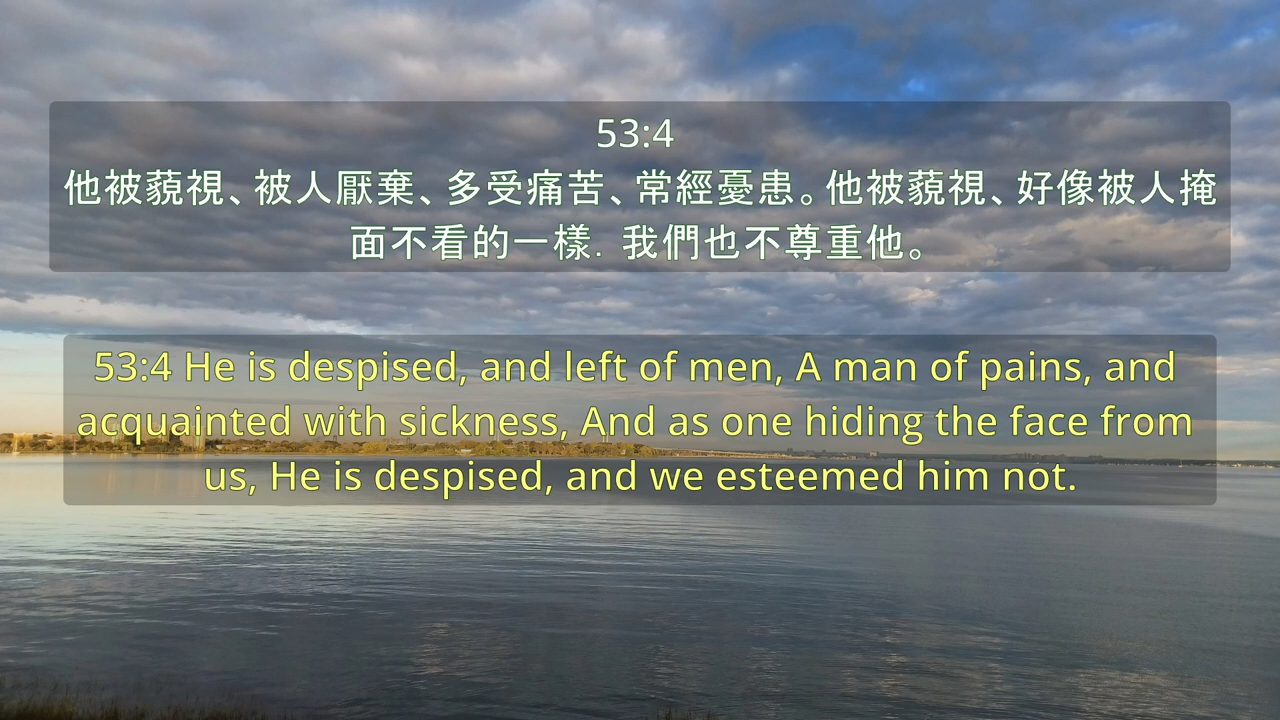 53:4
他被藐視、被人厭棄、多受痛苦、常經憂患。他被藐視、好像被人掩
面不看的一樣．我們也不尊重他。
53:4 He is despised, and left of men, A man of pains, and
acquainted with sickness, And as one hiding the face from
us, He is despised, and we esteemed him not.